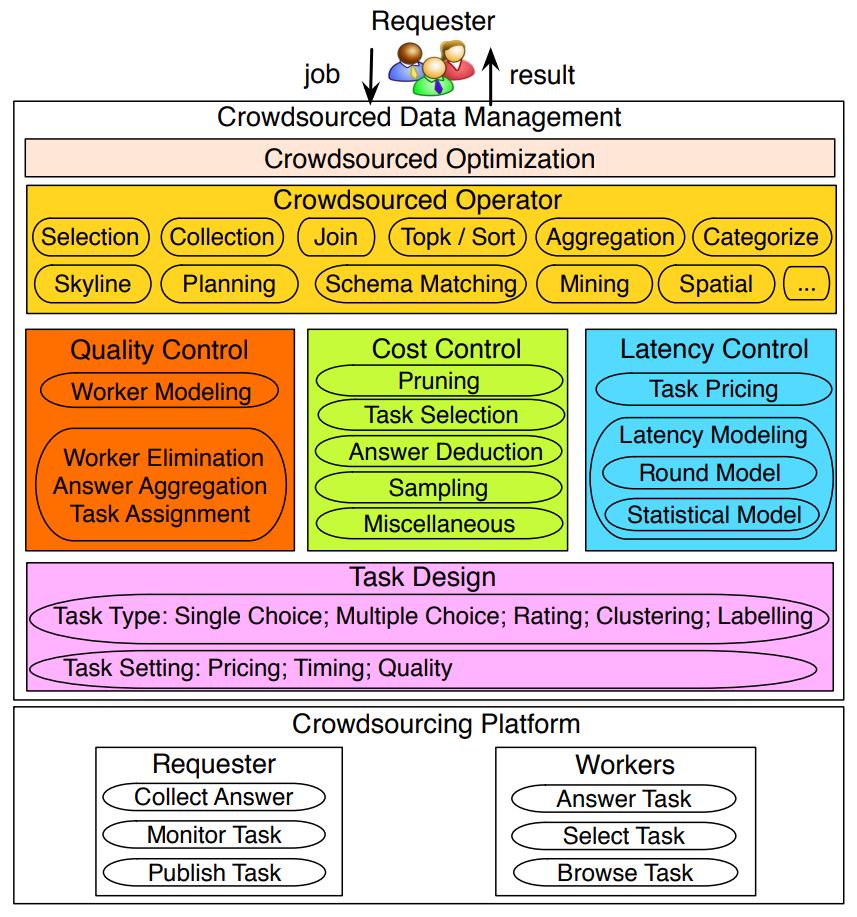 Requester
job
result
Crowdsourced Data Management
Crowdsourced Optimization
Crowdsourced Operator
Selection
Collection
Join
Topk / Sort
Aggregation
Categorize
Skyline
Planning
Schema Matching
Mining
Spatial
...
Quality Control
Worker Modeling
Worker Elimination
Answer Aggregation
Task Assignment
Cost Control
Pruning
Task Selection
Answer Deduction
Sampling
Miscellaneous
Latency Control
Task Pricing
Latency Modeling
Round Model
Statistical Model
Task Design
Task Type: Single Choice; Multiple Choice; Rating; Clustering; Labelling
Task Setting: Pricing; Timing; Quality
Crowdsourcing Platform
Requester
Collect Answer
Monitor Task
Publish Task
Workers
Answer Task
Select Task
Browse Task